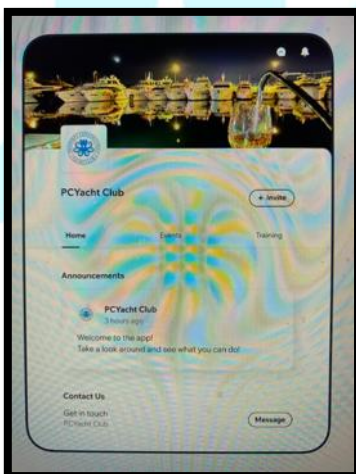 PCYacht Club
+ Invite
Home Events Training
Announcements
PCYacht Club
3 hours ago
Welcome to the app!
Take a look around and see what you can do!
Contact Us
Get in touch
PCYacht Club
Message